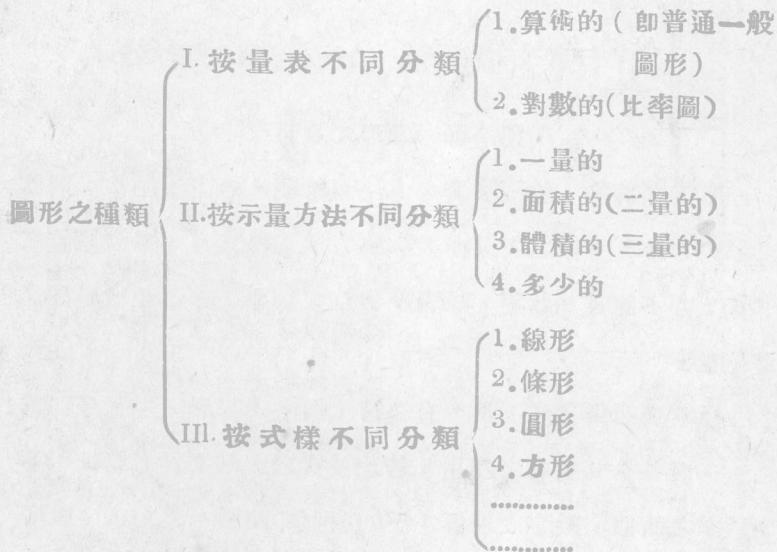 圖形之種類
I. 按量表不同分類
1.算術的(即普通一般
圖形)
2.對數的(比率圖)
II.按示量方法不同分類
1.一量的
2.面積的(二量的)
3.體積的(三量的)
4.多少的
III.按式樣不同分類
1.線形
2.條形
3.圓形
4.方形
............
............